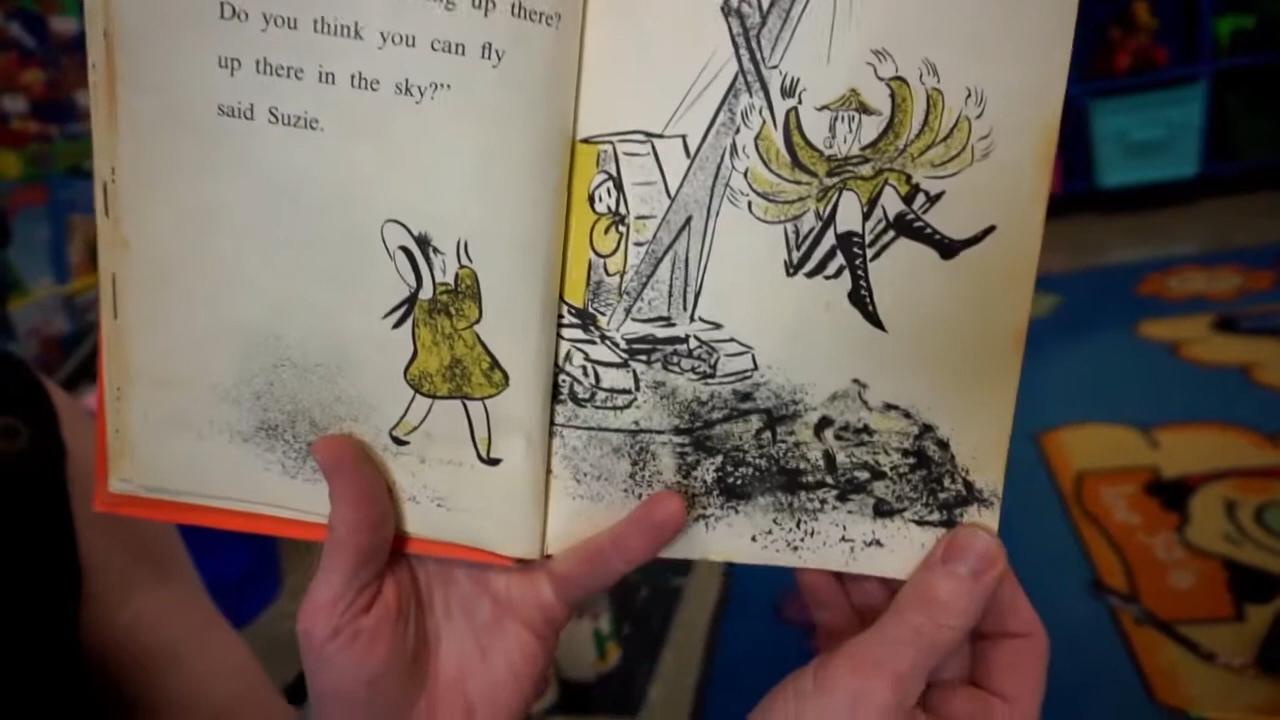 up there?
Do you think you can fly
up there in the sky?”
said Suzie.